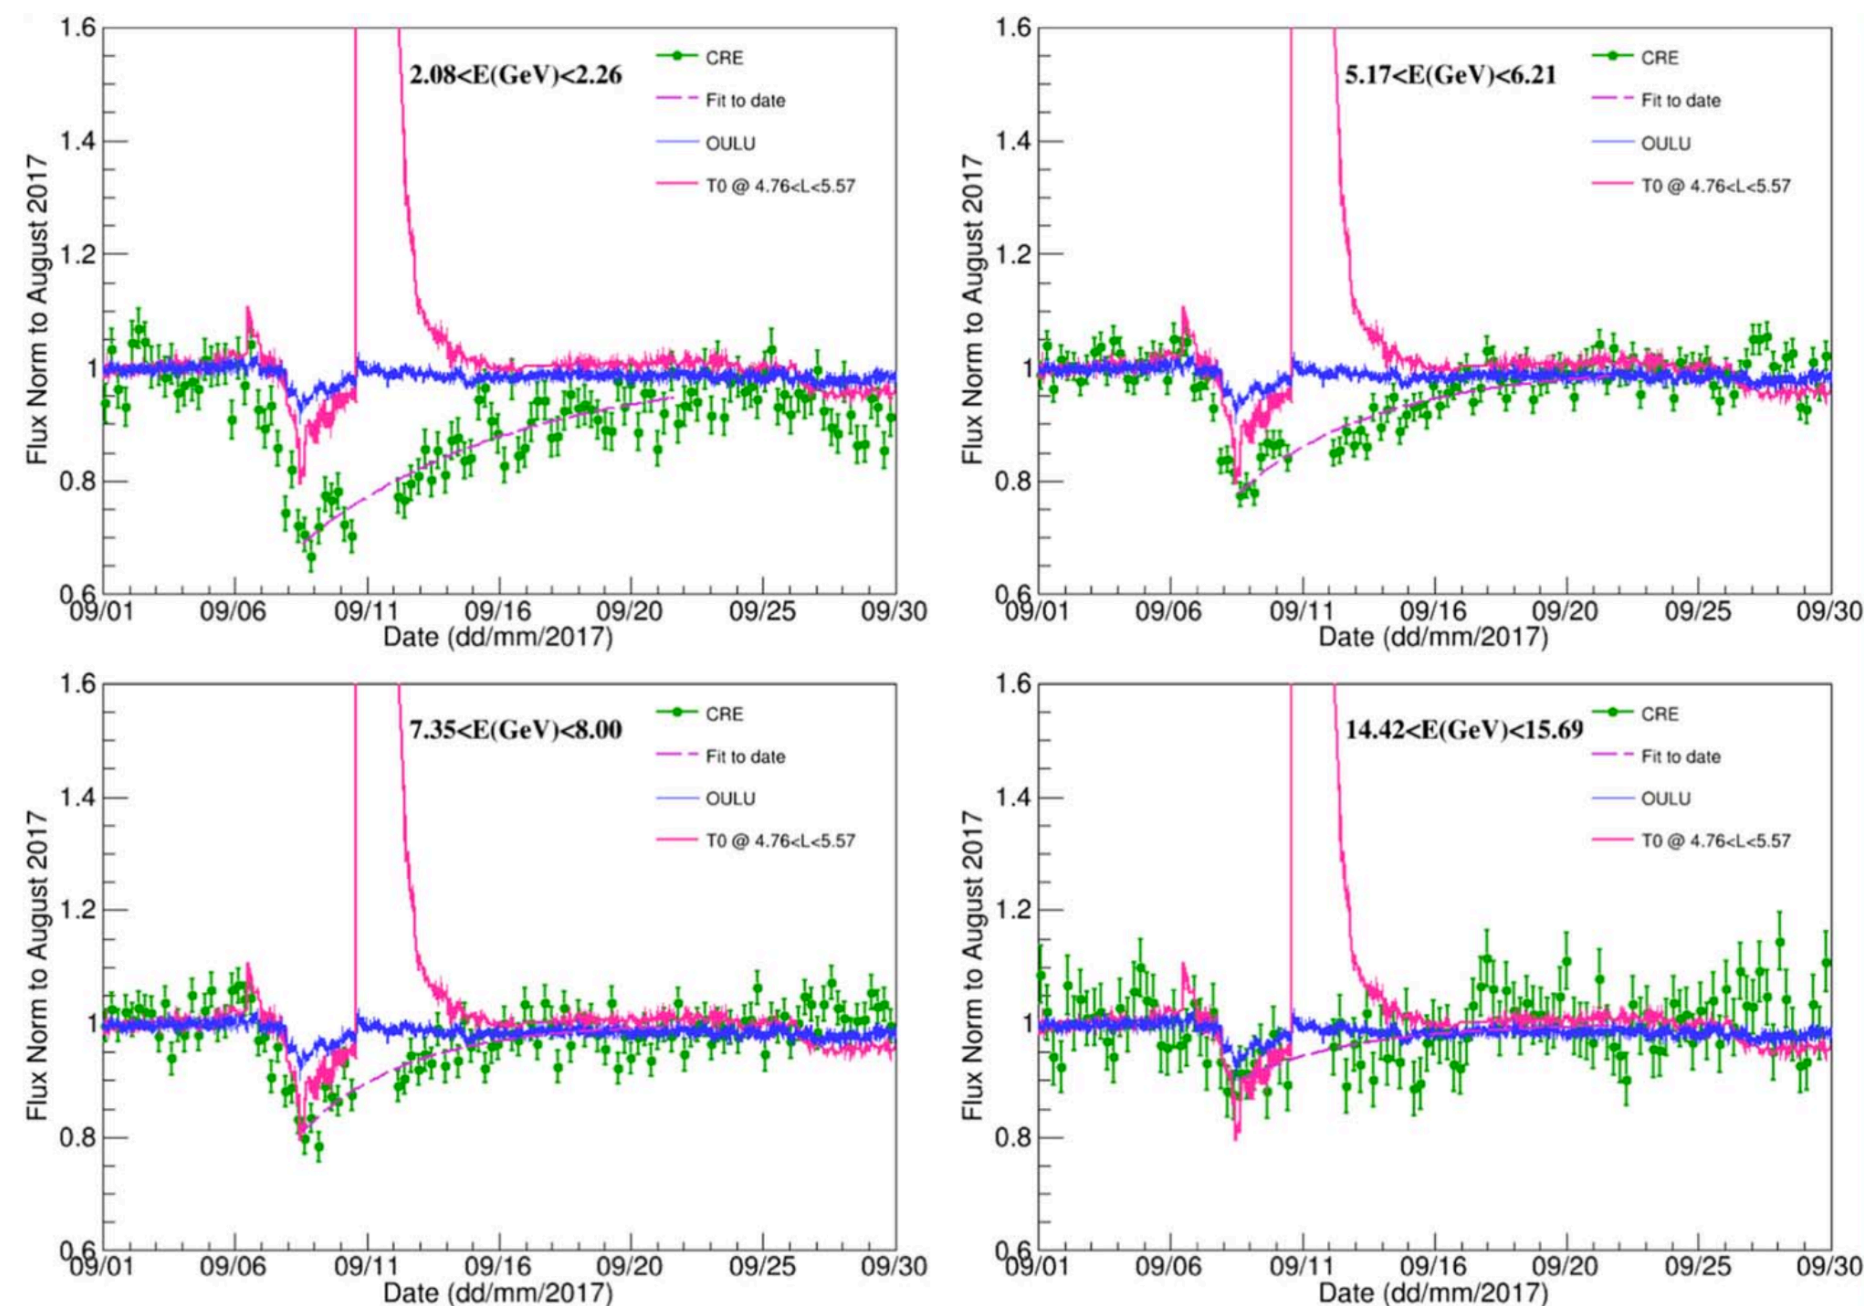 1.6
1.4
1.2
1
0.8
0.6
Flux Norm to August 2017
2.08<E(GeV)<2.26
CRE
Fit to date
OULU
T0 @ 4.76<L<5.57
09/01
09/06
09/11
09/16
09/20
09/25
09/30
Date (dd/mm/2017)
1.6
1.4
1.2
1
0.8
0.6
Flux Norm to August 2017
5.17<E(GeV)<6.21
CRE
Fit to date
OULU
T0 @ 4.76<L<5.57
09/01
09/06
09/11
09/16
09/20
09/25
09/30
Date (dd/mm/2017)
1.6
1.4
1.2
1
0.8
0.6
Flux Norm to August 2017
7.35<E(GeV)<8.00
CRE
Fit to date
OULU
T0 @ 4.76<L<5.57
09/01
09/06
09/11
09/16
09/20
09/25
09/30
Date (dd/mm/2017)
1.6
1.4
1.2
1
0.8
0.6
Flux Norm to August 2017
14.42<E(GeV)<15.69
CRE
Fit to date
OULU
T0 @ 4.76<L<5.57
09/01
09/06
09/11
09/16
09/20
09/25
09/30
Date (dd/mm/2017)